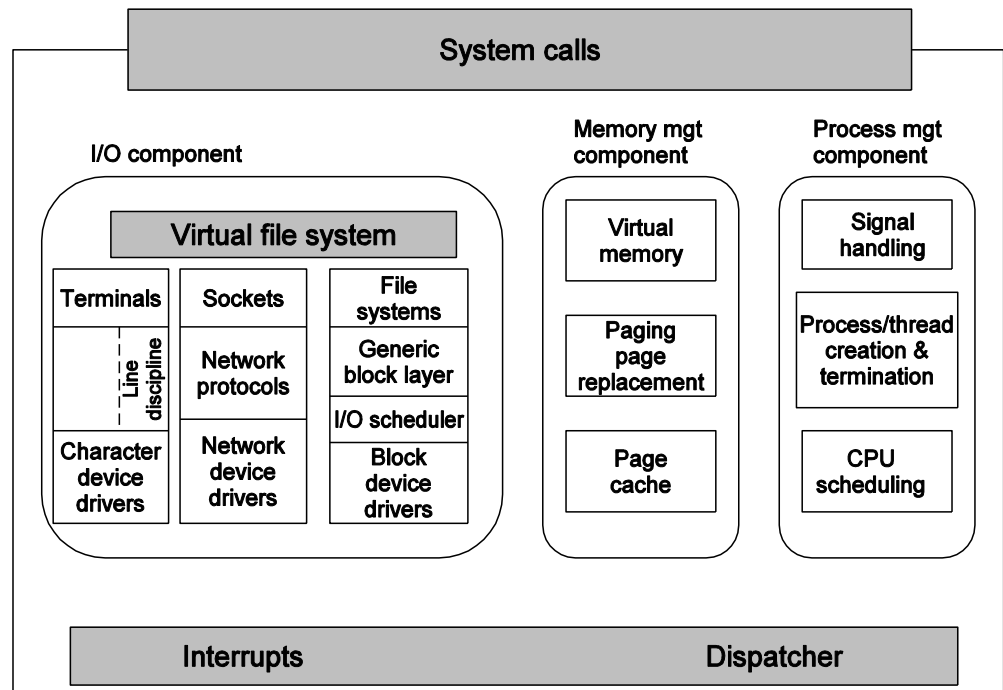 System calls
I/O component
Memory mgt
component
Process mgt
component
Virtual file system
Terminals
Line
discipline
Character
device
drivers
Sockets
Network
protocols
Network
device
drivers
File
systems
Generic
block layer
I/O scheduler
Block
device
drivers
Virtual
memory
Paging
page
replacement
Page
cache
Signal
handling
Process/thread
creation &
termination
CPU
scheduling
Interrupts
Dispatcher